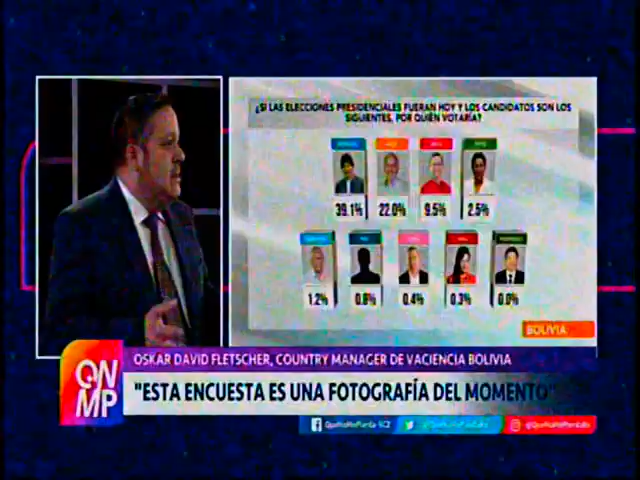 ¿SI LAS ELECCIONES PRESIDENCIALES FUERAN HOY Y LOS CANDIDATOS SON LOS
SIGUIENTES, POR QUIÉN VOTARÍA?
39.1% 22.0% 9.5% 2.5%
1.2% 0.8% 0.4% 0.3% 0.0%
BOLIVIA
OSKAR DAVID FLETSCHER, COUNTRY MANAGER DE VACIENCIA BOLIVIA
QNMP
"ESTA ENCUESTA ES UNA FOTOGRAFÍA DEL MOMENTO"